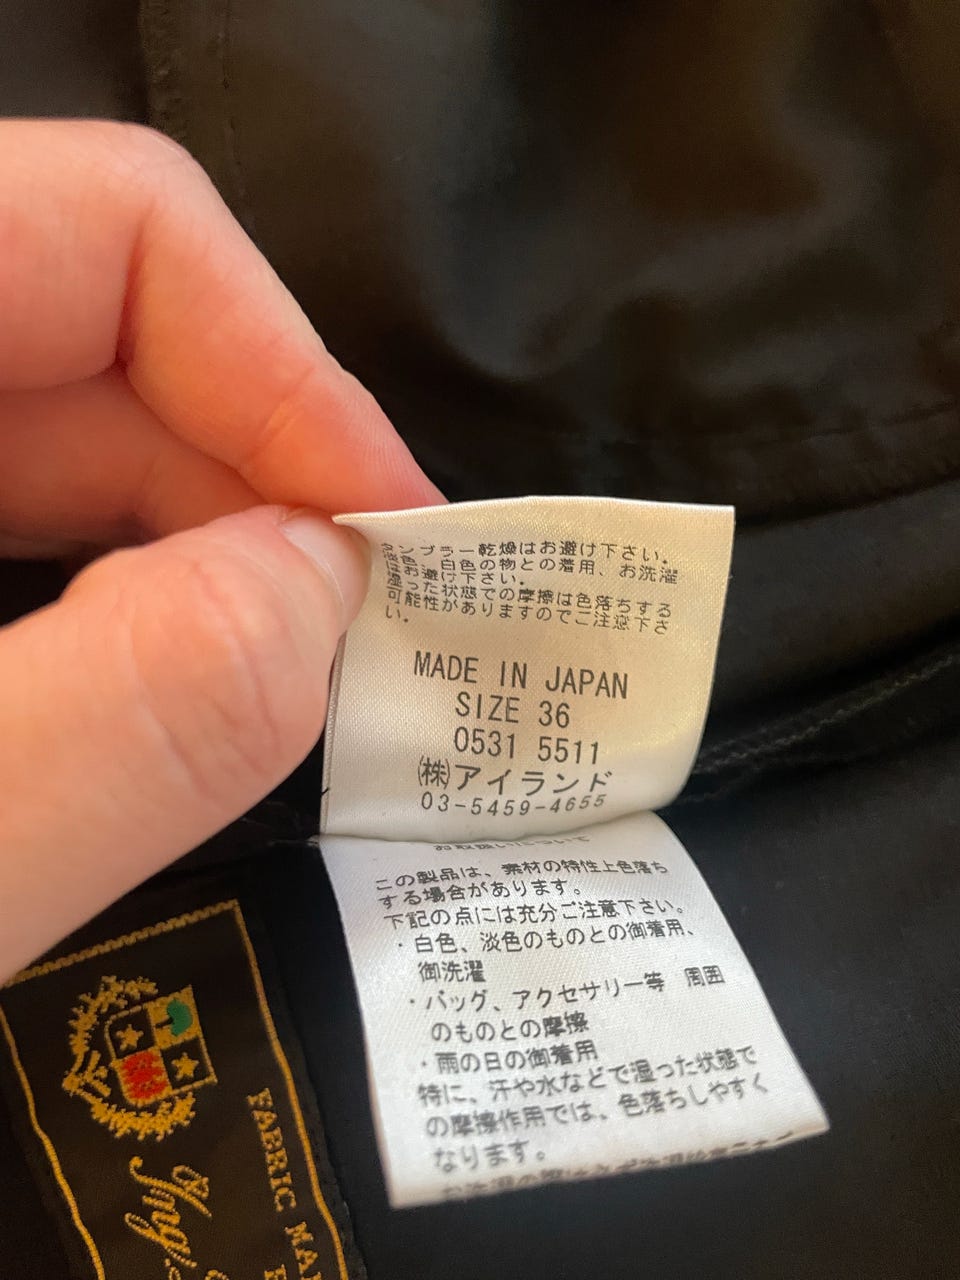 タンブラー乾燥はお避け下さい。
白色の物との着用、お洗濯
はお避け下さい。
湿った状態での摩擦は色落ちする
可能性がありますのでご注意下さ
い。
MADE IN JAPAN
SIZE 36
0531 5511
㈱アイランド
03-5459-4655
お取扱いについて
この製品は、素材の特性上色落ち
する場合があります。
下記の点には充分ご注意下さい。
・白色、淡色のものとの御着用、
御洗濯
・バッグ、アクセサリー等 周囲
のものとの摩擦
・雨の日の御着用
特に、汗や水などで湿った状態で
の摩擦作用では、色落ちしやすく
なります。
FABRIC